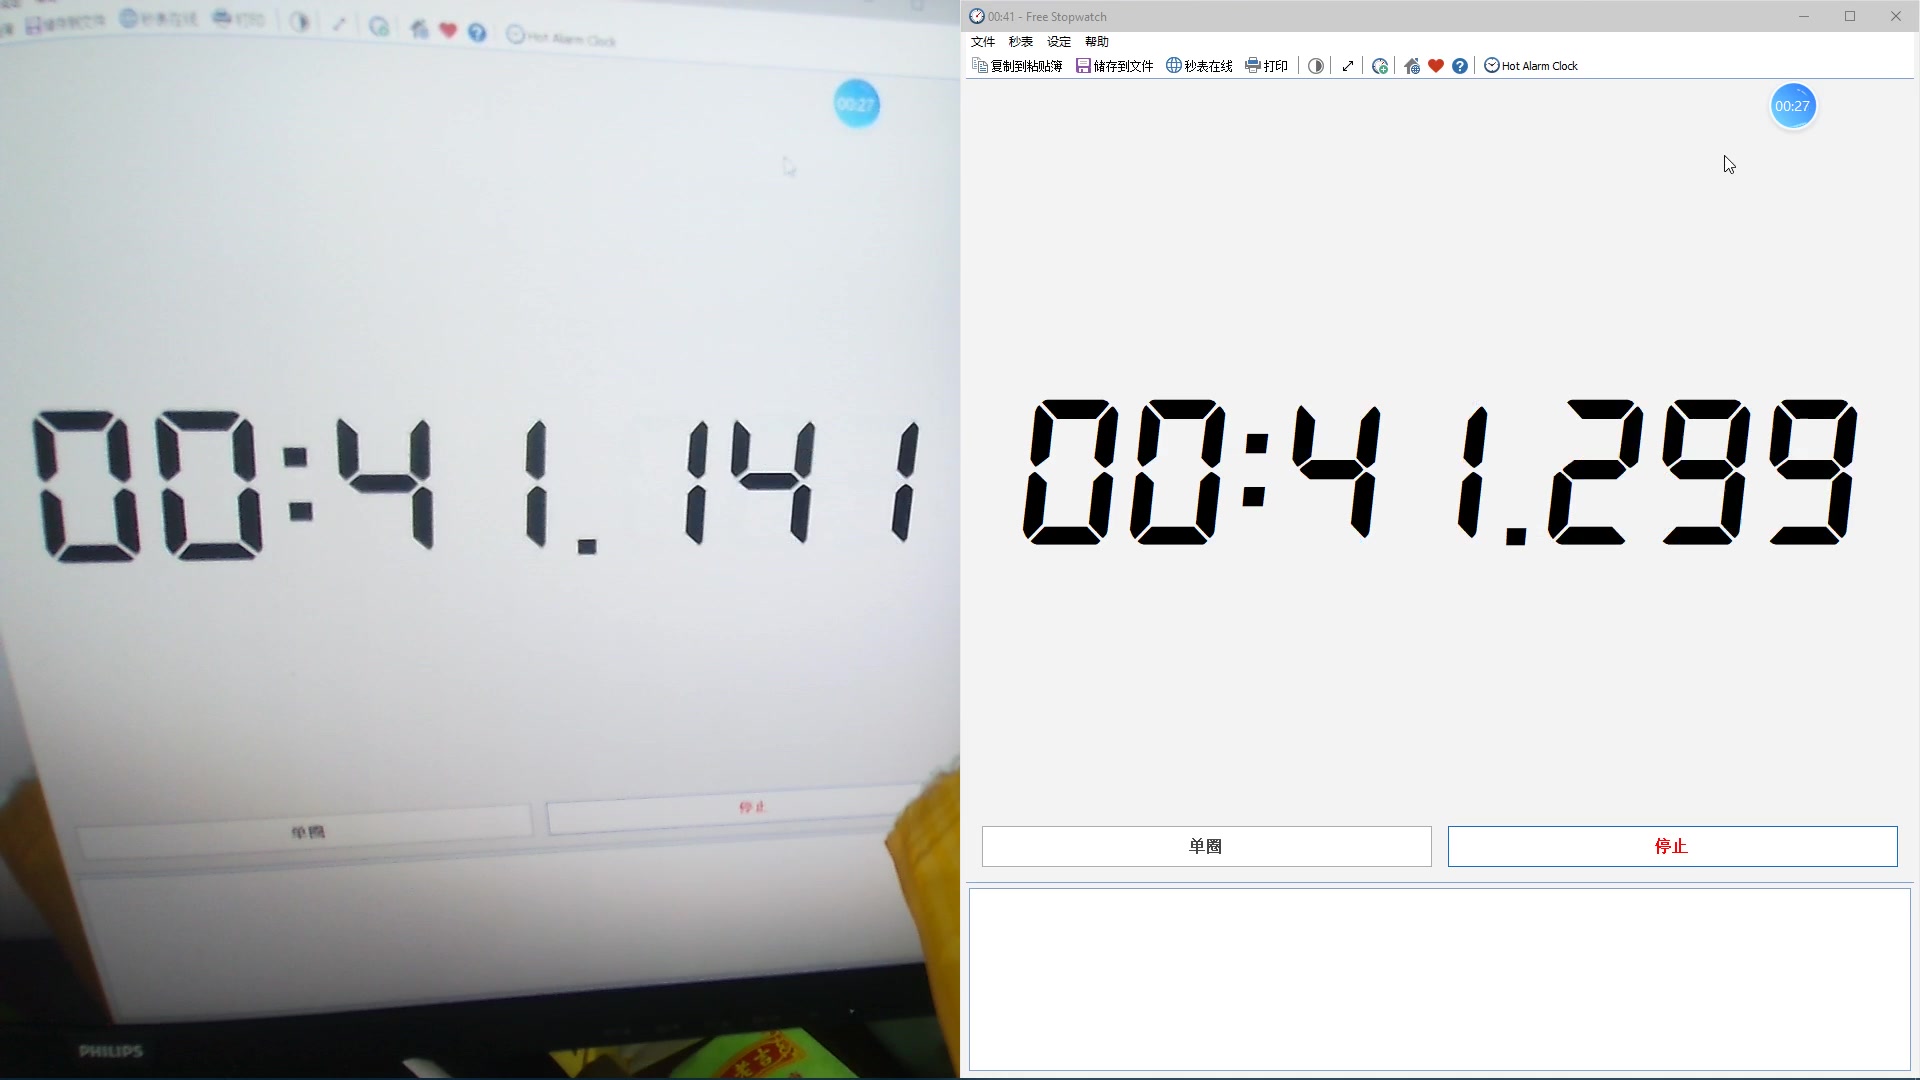 储存到文件 秒表在线 打印 Hot Alarm Clock
00:27
00:41.141
单圈 停止
PHILIPS
老吉
00:41 - Free Stopwatch
文件 秒表 设定 帮助
复制到粘贴簿 储存到文件 秒表在线 打印 Hot Alarm Clock
00:27
00:41.299
单圈 停止